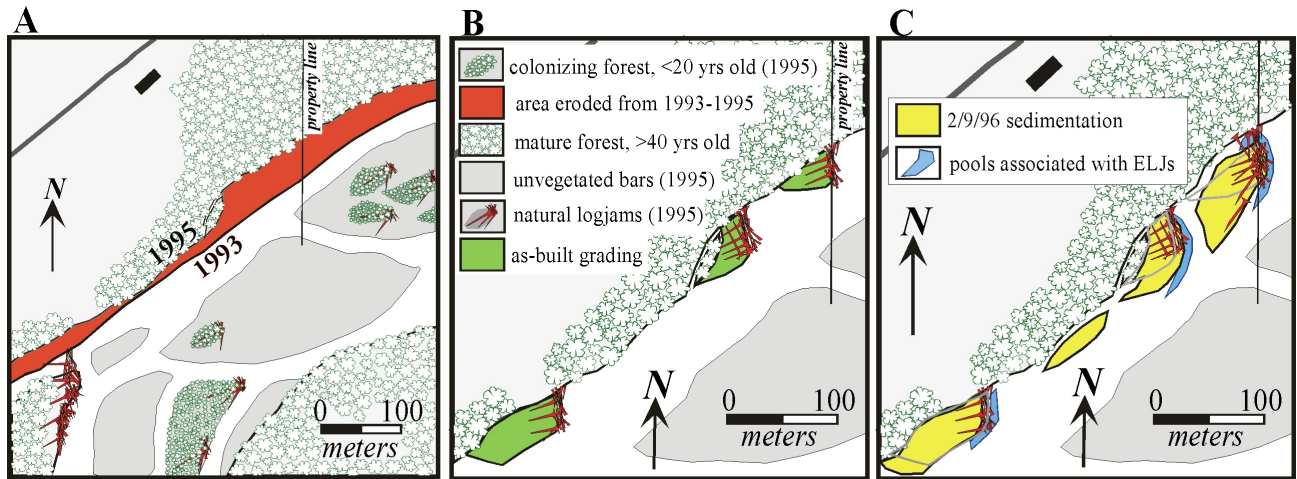 A
property line
1995
1993
N
0 100
meters
B
colonizing forest, <20 yrs old (1995)
area eroded from 1993-1995
mature forest, >40 yrs old
unvegetated bars (1995)
natural logjams (1995)
as-built grading
property line
N
0 100
meters
C
2/9/96 sedimentation
pools associated with ELJs
N
N
0 100
meters